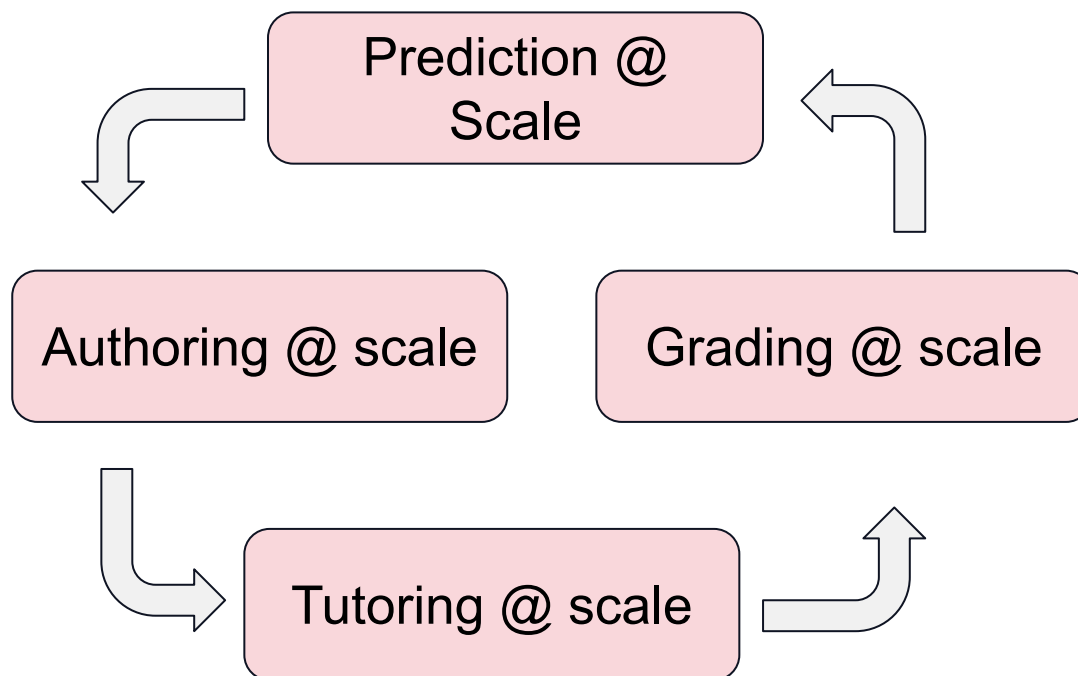 Prediction @
Scale
Authoring @ scale
Grading @ scale
Tutoring @ scale